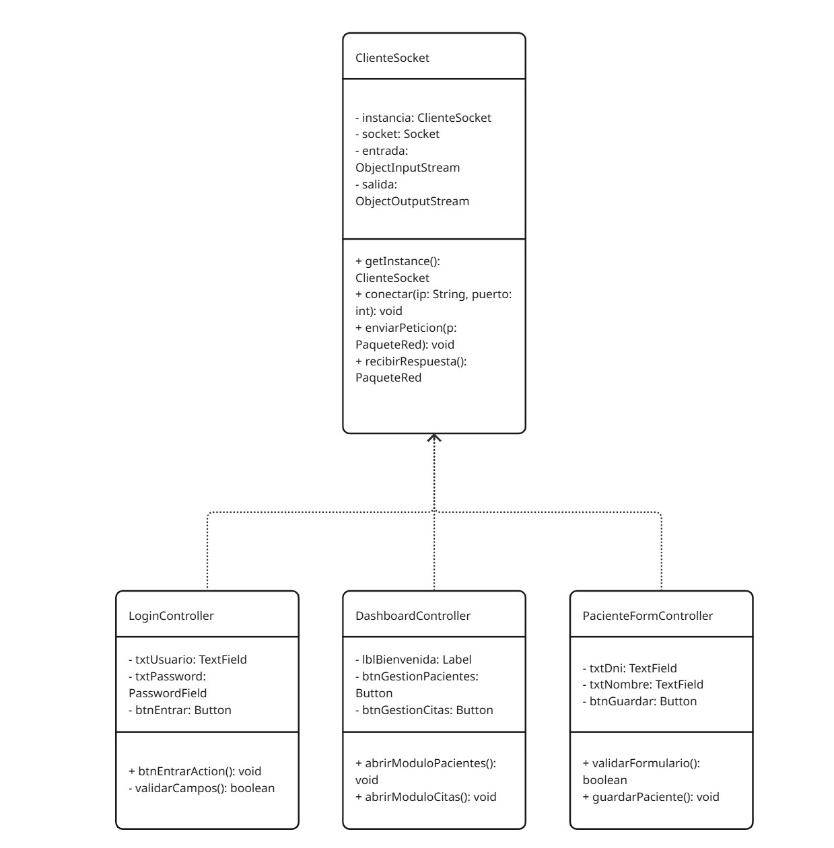 ClienteSocket
- instancia: ClienteSocket
- socket: Socket
- entrada:
ObjectInputStream
- salida:
ObjectOutputStream
+ getInstance():
ClienteSocket
+ conectar(ip: String, puerto:
int): void
+ enviarPeticion(p:
PaqueteRed): void
+ recibirRespuesta():
PaqueteRed
LoginController
- txtUsuario: TextField
- txtPassword:
PasswordField
- btnEntrar: Button
+ btnEntrarAction(): void
- validarCampos(): boolean
DashboardController
- lblBienvenida: Label
- btnGestionPacientes:
Button
- btnGestionCitas: Button
+ abrirModuloPacientes():
void
+ abrirModuloCitas(): void
PacienteFormController
- txtDni: TextField
- txtNombre: TextField
- btnGuardar: Button
+ validarFormulario():
boolean
+ guardarPaciente(): void